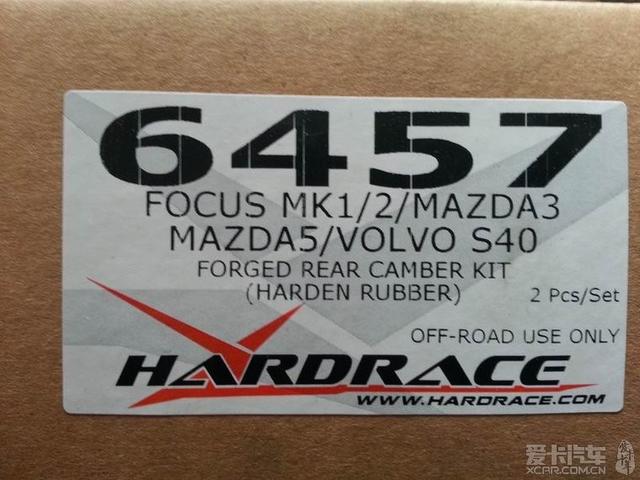 6457
FOCUS MK1/2/MAZDA3
MAZDA5/VOLVO S40
FORGED REAR CAMBER KIT
(HARDEN RUBBER)
2 Pcs/Set
OFF-ROAD USE ONLY
HARDRACE
WWW.HARDRACE.COM
爱卡汽车
XCAR.COM.CN